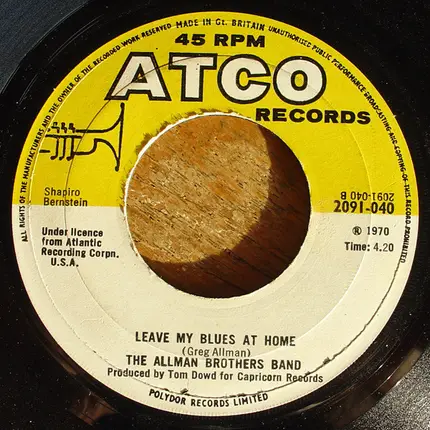 ALL RIGHTS OF THE MANUFACTURERS AND THE OWNER OF THE RECORDED WORK RESERVED MADE IN Gt. BRITAIN UNAUTHORISED PUBLIC PERFORMANCE BROADCASTING AND COPYING OF THIS RECORD PROHIBITED
45 RPM
ATCO
RECORDS
Shapiro
Bernstein
2091·040 B
2091-040
Under licence
from Atlantic
Recording Corpn.
U.S.A.
℗ 1970
Time: 4.20
LEAVE MY BLUES AT HOME
(Greg Allman)
THE ALLMAN BROTHERS BAND
Produced by Tom Dowd for Capricorn Records
POLYDOR RECORDS LIMITED